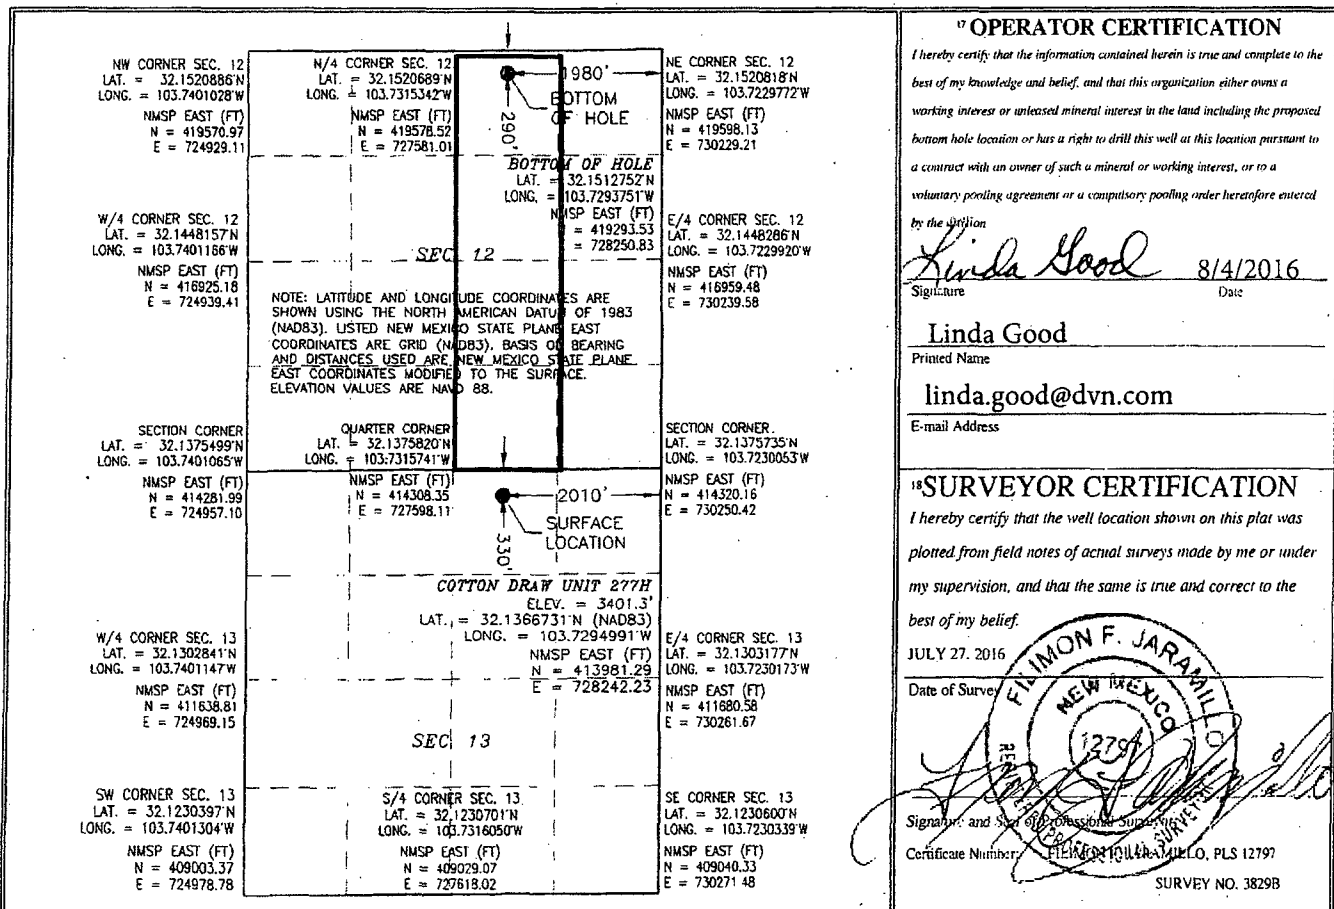 NW CORNER SEC. 12
LAT. = 32.1520886'N
LONG. = 103.7401028'W
NMSP EAST (FT)
N = 419570.97
E = 724929.11
N/4 CORNER SEC. 12
LAT. = 32.1520689'N
LONG. = 103.7315342'W
NMSP EAST (FT)
N = 419578.52
E = 727581.01
1980'
BOTTOM
OF HOLE
290'
NE CORNER SEC. 12
LAT. = 32.1520818'N
LONG. = 103.7229772'W
NMSP EAST (FT)
N = 419598.13
E = 730229.21
BOTTOM OF HOLE
LAT. = 32.1512752'N
LONG. = 103.7293751'W
NMSP EAST (FT)
= 419293.53
= 728250.83
W/4 CORNER SEC. 12
LAT. = 32.1448157'N
LONG. = 103.7401166'W
NMSP EAST (FT)
N = 416925.18
E = 724939.41
SEC 12
E/4 CORNER SEC. 12
LAT. = 32.1448286'N
LONG. = 103.7229920'W
NMSP EAST (FT)
N = 416959.48
E = 730239.58
NOTE: LATITUDE AND LONGITUDE COORDINATES ARE
SHOWN USING THE NORTH AMERICAN DATUM OF 1983
(NAD83). LISTED NEW MEXICO STATE PLANE EAST
COORDINATES ARE GRID (NAD83). BASIS OF BEARING
AND DISTANCES USED ARE NEW MEXICO STATE PLANE
EAST COORDINATES MODIFIED TO THE SURFACE.
ELEVATION VALUES ARE NAVD 88.
SECTION CORNER
LAT. = 32.1375499'N
LONG. = 103.7401065'W
NMSP EAST (FT)
N = 414281.99
E = 724957.10
QUARTER CORNER
LAT. = 32.1375820'N
LONG. = 103.7315741'W
NMSP EAST (FT)
N = 414308.35
E = 727598.11
SECTION CORNER.
LAT. = 32.1375735'N
LONG. = 103.7230053'W
NMSP EAST (FT)
N = 414320.16
E = 730250.42
2010'
SURFACE
LOCATION
330'
COTTON DRAW UNIT 277H
ELEV. = 3401.3'
LAT. = 32.1366731'N (NAD83)
LONG. = 103.7294991'W
NMSP EAST (FT)
N = 413981.29
E = 728242.23
W/4 CORNER SEC. 13
LAT. = 32.1302841'N
LONG. = 103.7401147'W
NMSP EAST (FT)
N = 411638.81
E = 724969.15
SEC 13
E/4 CORNER SEC. 13
LAT. = 32.1303177'N
LONG. = 103.7230173'W
NMSP EAST (FT)
N = 411680.58
E = 730261.67
SW CORNER SEC. 13
LAT. = 32.1230397'N
LONG. = 103.7401304'W
NMSP EAST (FT)
N = 409003.37
E = 724978.78
S/4 CORNER SEC. 13
LAT. = 32.1230701'N
LONG. = 103.7316050'W
NMSP EAST (FT)
N = 409029.07
E = 727618.02
SE CORNER SEC. 13
LAT. = 32.1230600'N
LONG. = 103.7230339'W
NMSP EAST (FT)
N = 409040.33
E = 730271.48
17 OPERATOR CERTIFICATION
I hereby certify that the information contained herein is true and complete to the
best of my knowledge and belief, and that this organization either owns a
working interest or unleased mineral interest in the land including the proposed
bottom hole location or has a right to drill this well at this location pursuant to
a contract with an owner of such a mineral or working interest, or to a
voluntary pooling agreement or a compulsory pooling order heretofore entered
by the division
Linda Good 8/4/2016
Signature Date
Linda Good
Printed Name
linda.good@dvn.com
E-mail Address
18 SURVEYOR CERTIFICATION
I hereby certify that the well location shown on this plat was
plotted from field notes of actual surveys made by me or under
my supervision, and that the same is true and correct to the
best of my belief.
JULY 27. 2016
Date of Survey
FILIMON F. JARAMILLO
NEW MEXICO
12797
REGISTERED PROFESSIONAL SURVEYOR
Signature and Seal of Professional Surveyor
Certificate Number: FILIMON F. JARAMILLO, PLS 12797
SURVEY NO. 3829B